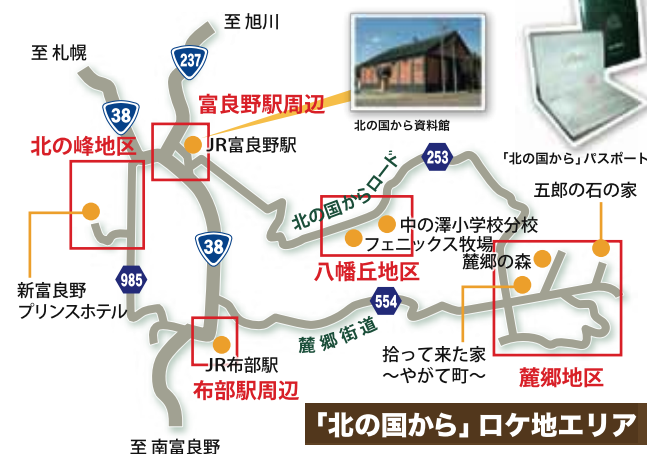 至 旭川
至 札幌
237
38
富良野駅周辺
北の国から資料館
「北の国から」パスポート
北の峰地区
JR富良野駅
北の国からロード
253
五郎の石の家
中の澤小学校分校
フェニックス牧場
麓郷の森
八幡丘地区
38
新富良野
プリンスホテル
985
554
麓郷街道
JR布部駅
布部駅周辺
拾って来た家
〜やがて町〜
麓郷地区
「北の国から」ロケ地エリア
至 南富良野